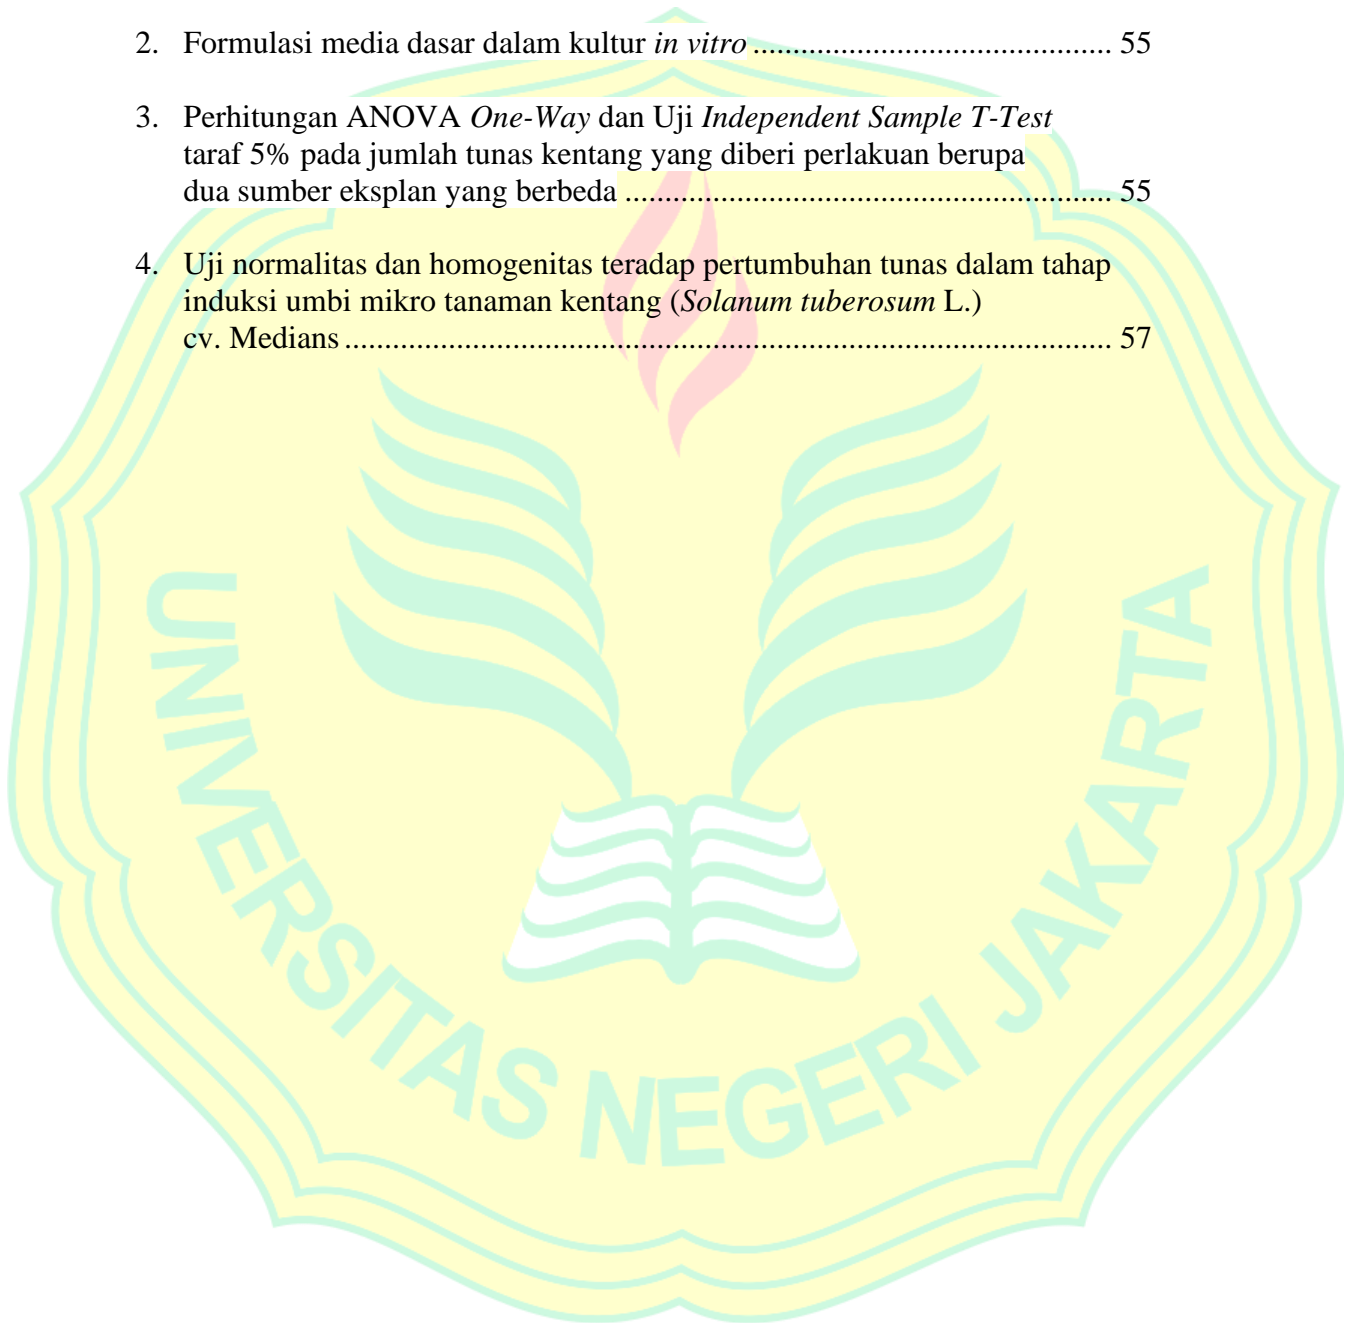 2. Formulasi media dasar dalam kultur in vitro ............................................. 55
3. Perhitungan ANOVA One-Way dan Uji Independent Sample T-Test
taraf 5% pada jumlah tunas kentang yang diberi perlakuan berupa
dua sumber eksplan yang berbeda ............................................................. 55
4. Uji normalitas dan homogenitas teradap pertumbuhan tunas dalam tahap
induksi umbi mikro tanaman kentang (Solanum tuberosum L.)
cv. Medians ................................................................................................ 57
UNIVERSITAS NEGERI JAKARTA